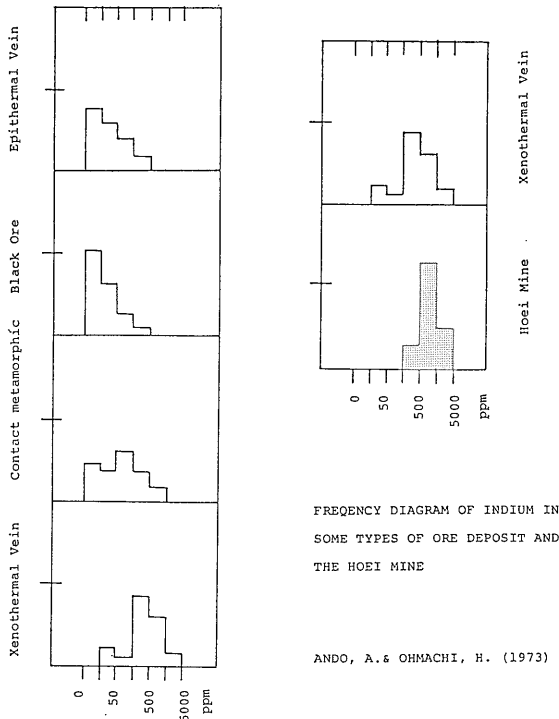 Epithermal Vein
Black Ore
Contact metamorphic
Xenothermal Vein
0
50
500
5000
ppm
Xenothermal Vein
Hoei Mine
0
50
500
5000
ppm
FREQENCY DIAGRAM OF INDIUM IN
SOME TYPES OF ORE DEPOSIT AND
THE HOEI MINE
ANDO, A.& OHMACHI, H. (1973)